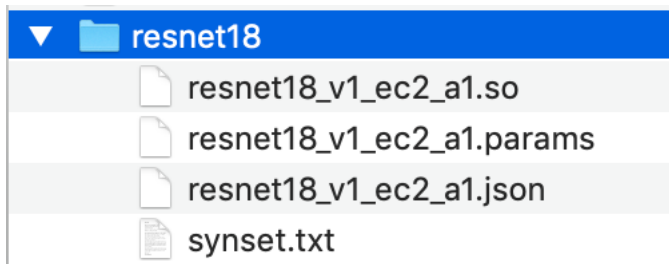 resnet18
resnet18_v1_ec2_a1.so
resnet18_v1_ec2_a1.params
resnet18_v1_ec2_a1.json
synset.txt